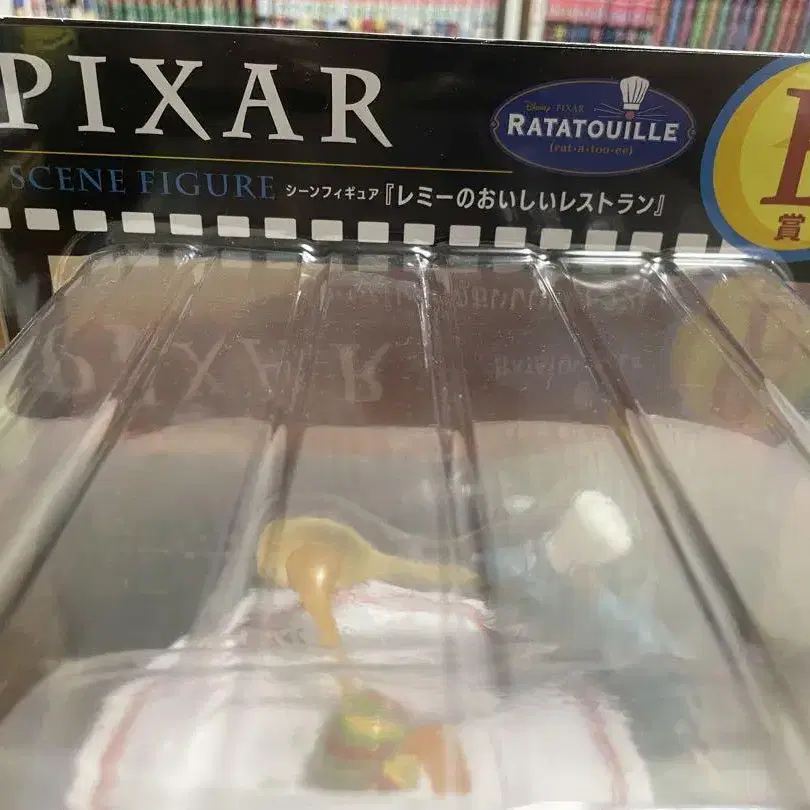 PIXAR
Disney PIXAR
RATATOUILLE
(rat·a·too·ee)
SCENE FIGURE シーンフィギュア『レミーのおいしいレストラン』
賞